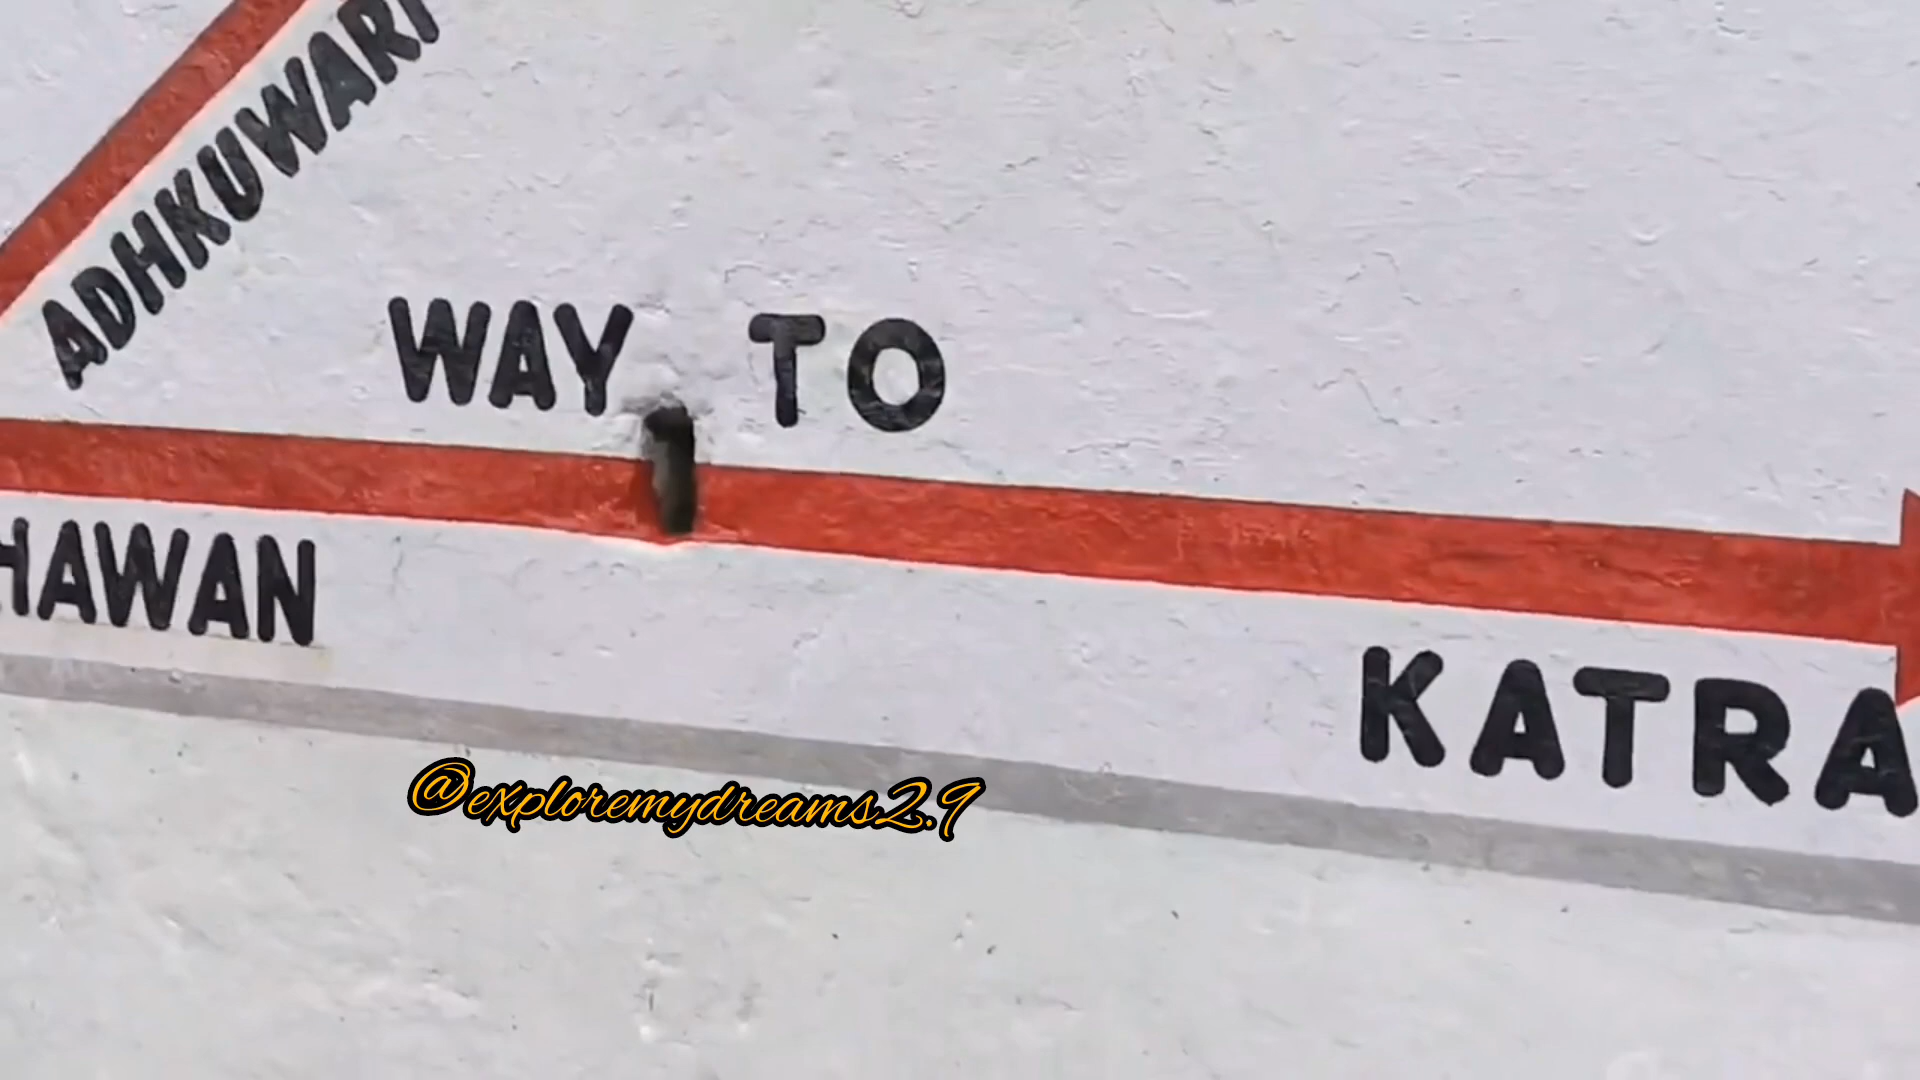 ADHKUWARI
WAY TO
HAWAN
KATRA
@exploremydreams2.9